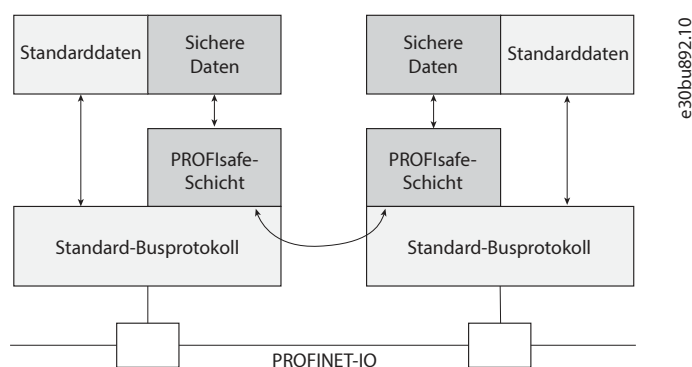 Standarddaten
Sichere
Daten
Sichere
Daten
Standarddaten
PROFIsafe-
Schicht
PROFIsafe-
Schicht
Standard-Busprotokoll
Standard-Busprotokoll
PROFINET-IO
e30bu892.10